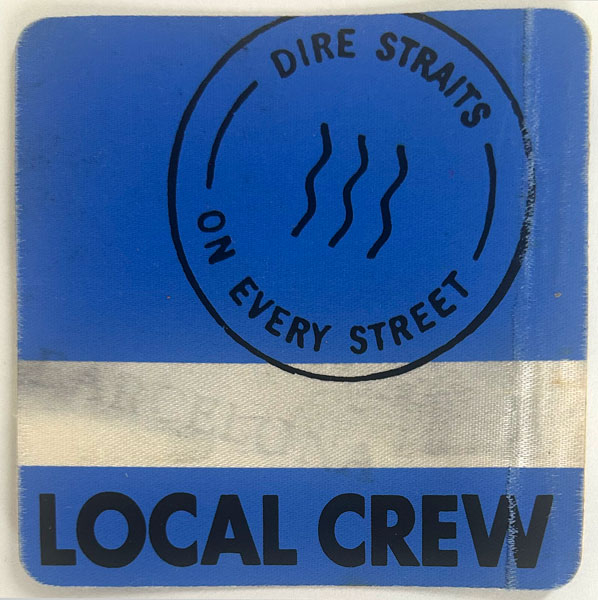 DIRE STRAITS
ON EVERY STREET
LOCAL CREW